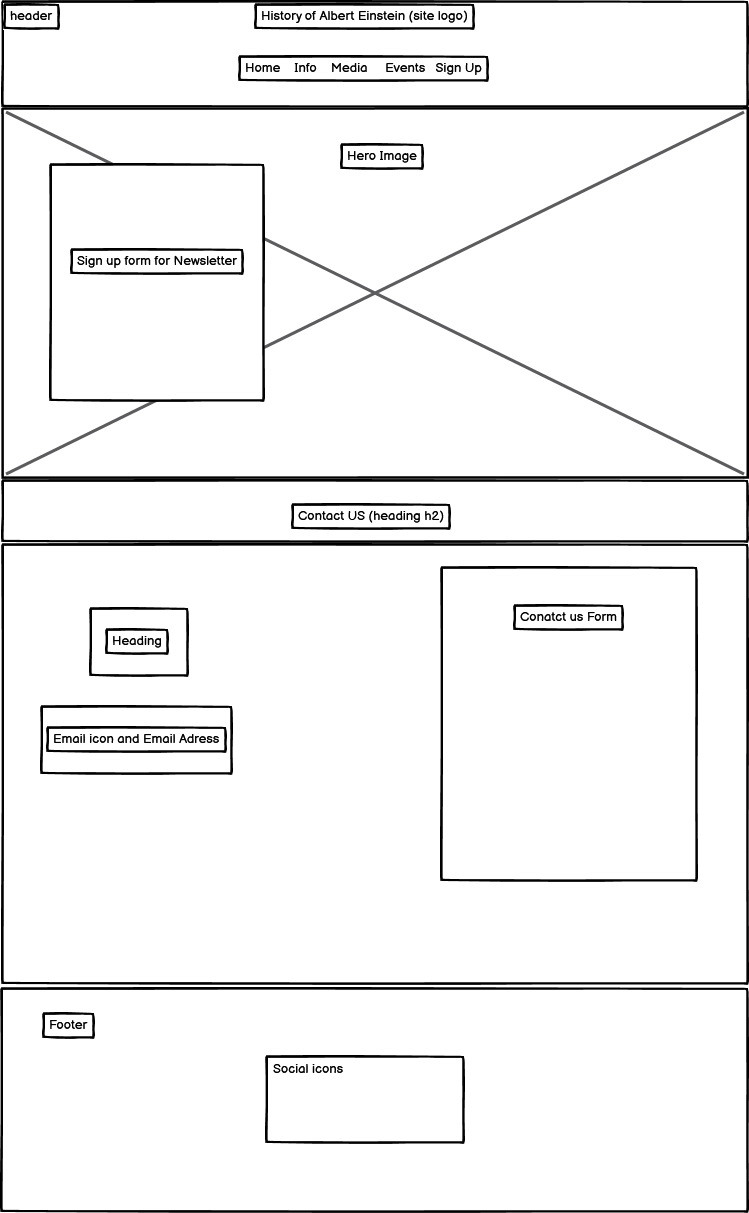 header
History of Albert Einstein (site logo)
Home Info Media Events Sign Up
Hero Image
Sign up form for Newsletter
Contact US (heading h2)
Heading
Conatct us Form
Email icon and Email Adress
Footer
Social icons